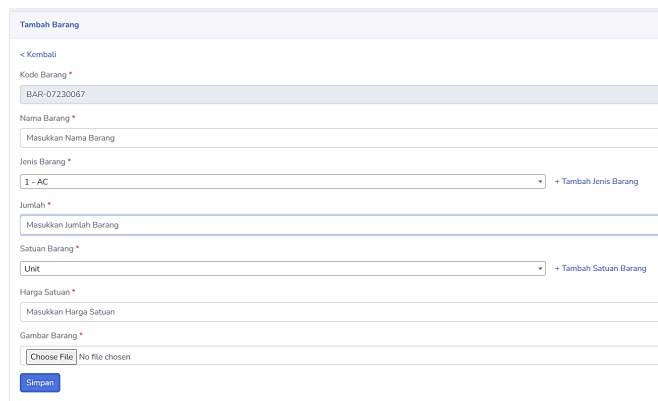 Tambah Barang
< Kembali
Kode Barang *
BAR-07230067
Nama Barang *
Masukkan Nama Barang
Jenis Barang *
1 - AC + Tambah Jenis Barang
Jumlah *
Masukkan Jumlah Barang
Satuan Barang *
Unit + Tambah Satuan Barang
Harga Satuan *
Masukkan Harga Satuan
Gambar Barang *
Choose File No file chosen
Simpan